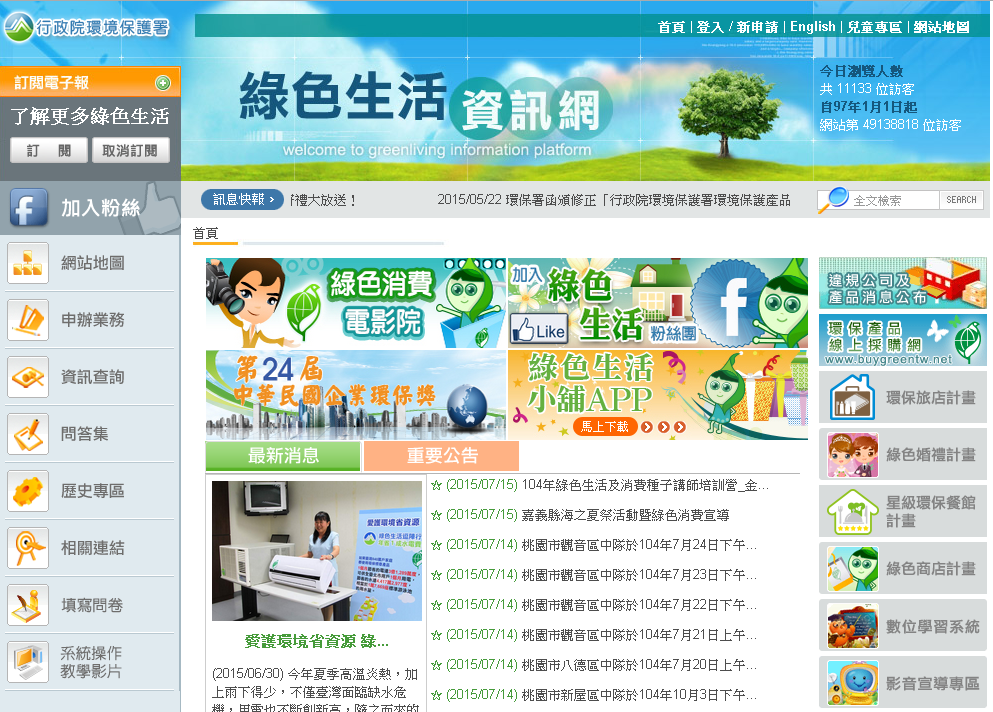 行政院環境保護署
首頁 | 登入 / 新申請 | English | 兒童專區 | 網站地圖
訂閱電子報
了解更多綠色生活
訂 閱
取消訂閱
加入粉絲
綠色生活資訊網
welcome to greenliving information platform
今日瀏覽人數
共 11133 位訪客
自97年1月1日起
網站第 49138818 位訪客
訊息快報 ›
禮大放送！
2015/05/22 環保署函頒修正「行政院環境保護署環境保護產品
全文檢索
SEARCH
首頁
網站地圖
申辦業務
資訊查詢
問答集
歷史專區
相關連結
填寫問卷
系統操作
教學影片
綠色消費
電影院
加入
綠色
生活
粉絲團
Like
第24屆
中華民國企業環保獎
綠色生活
小舖APP
馬上下載
最新消息
重要公告
愛護環境省資源
愛護環境省資源 綠...
(2015/06/30) 今年夏季高溫炎熱，加
上雨下得少，不僅臺灣面臨缺水危
機，用電也不斷創新高，隨之而來的
☆ (2015/07/15) 104年綠色生活及消費種子講師培訓營_金...
☆ (2015/07/15) 嘉義縣海之夏祭活動暨綠色消費宣導
☆ (2015/07/14) 桃園市觀音區中隊於104年7月24日下午...
☆ (2015/07/14) 桃園市觀音區中隊於104年7月23日下午...
☆ (2015/07/14) 桃園市觀音區中隊於104年7月22日下午...
☆ (2015/07/14) 桃園市觀音區中隊於104年7月21日上午...
☆ (2015/07/14) 桃園市八德區中隊於104年7月20日上午...
☆ (2015/07/14) 桃園市新屋區中隊於104年10月3日下午...
違規公司及
產品消息公布
環保產品
線上採購網
www.buygreentw.net
環保旅店計畫
綠色婚禮計畫
星級環保餐館
計畫
綠色商店計畫
數位學習系統
影音宣導專區